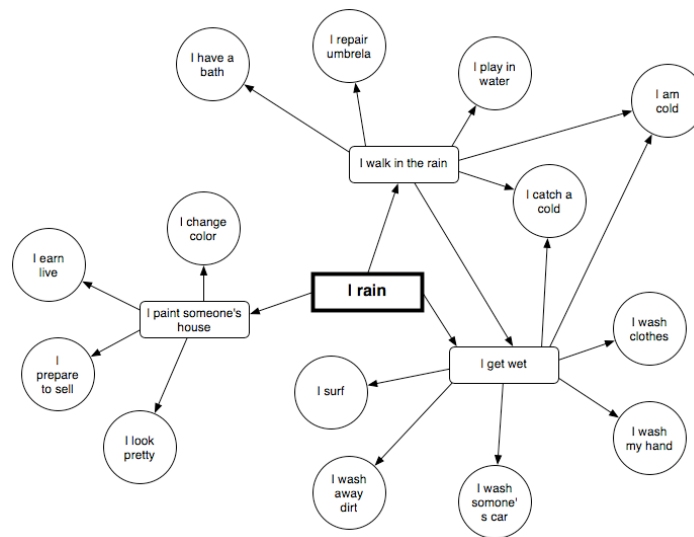 I have a
bath
I repair
umbrela
I play in
water
I am
cold
I walk in the rain
I catch a
cold
I change
color
I earn
live
I rain
I paint someone's
house
I wash
clothes
I
prepare
to sell
I get wet
I surf
I look
pretty
I wash
my hand
I wash
away
dirt
I wash
somone'
s car